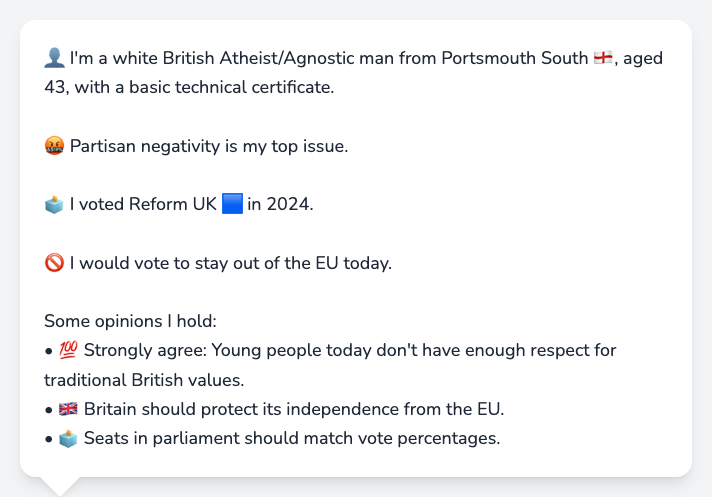 👤 I'm a white British Atheist/Agnostic man from Portsmouth South 🏴󠁧󠁢󠁥󠁮󠁧󠁿, aged
43, with a basic technical certificate.
🤬 Partisan negativity is my top issue.
🗳️ I voted Reform UK 🟦 in 2024.
🚫 I would vote to stay out of the EU today.
Some opinions I hold:
• 💯 Strongly agree: Young people today don't have enough respect for
traditional British values.
• 🇬🇧 Britain should protect its independence from the EU.
• 🗳️ Seats in parliament should match vote percentages.